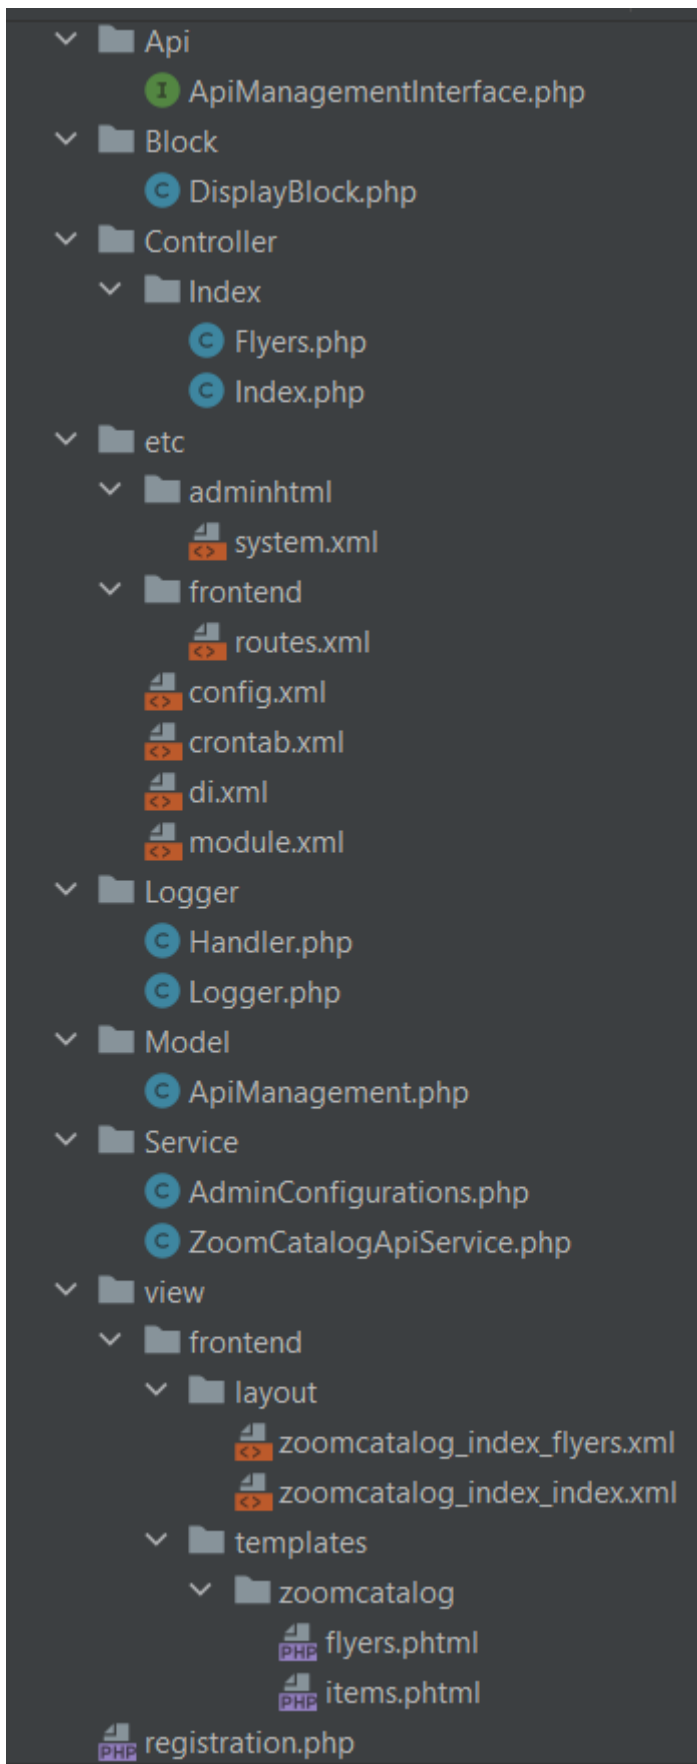 Api
ApiManagementInterface.php
Block
DisplayBlock.php
Controller
Index
Flyers.php
Index.php
etc
adminhtml
system.xml
frontend
routes.xml
config.xml
crontab.xml
di.xml
module.xml
Logger
Handler.php
Logger.php
Model
ApiManagement.php
Service
AdminConfigurations.php
ZoomCatalogApiService.php
view
frontend
layout
zoomcatalog_index_flyers.xml
zoomcatalog_index_index.xml
templates
zoomcatalog
flyers.phtml
items.phtml
registration.php